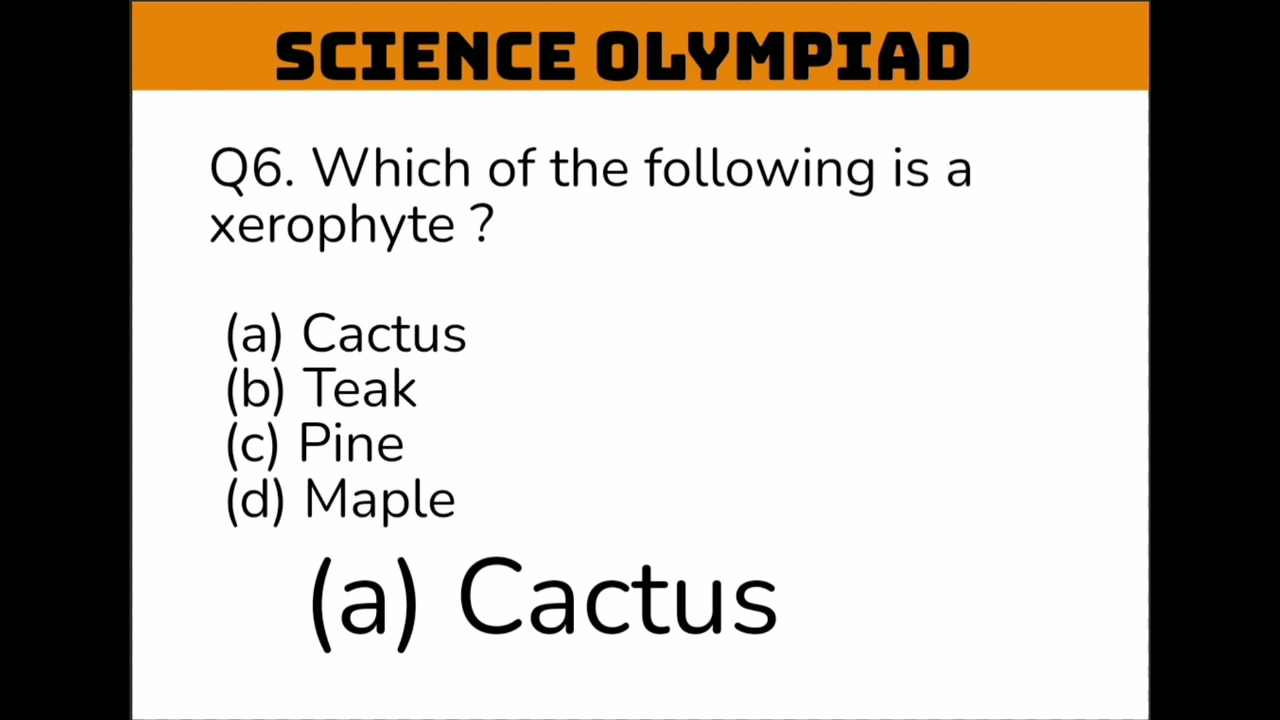 SCIENCE OLYMPIAD
Q6. Which of the following is a
xerophyte ?
(a) Cactus
(b) Teak
(c) Pine
(d) Maple
(a) Cactus